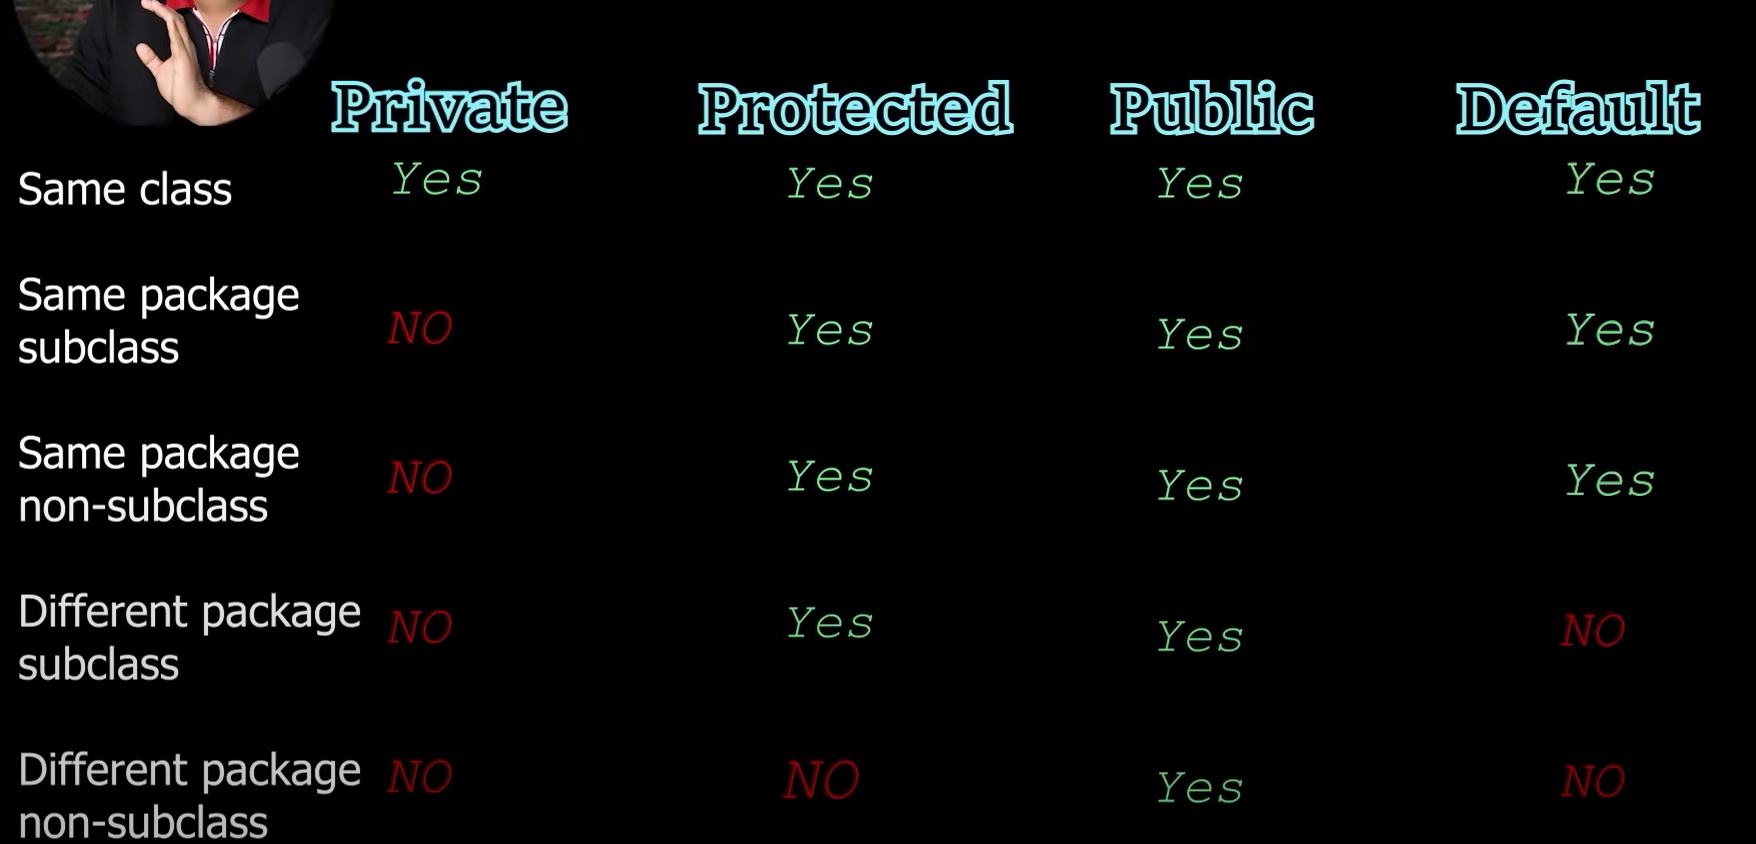 Private Protected Public Default
Same class Yes Yes Yes Yes
Same package
subclass NO Yes Yes Yes
Same package
non-subclass NO Yes Yes Yes
Different package
subclass NO Yes Yes NO
Different package
non-subclass NO NO Yes NO